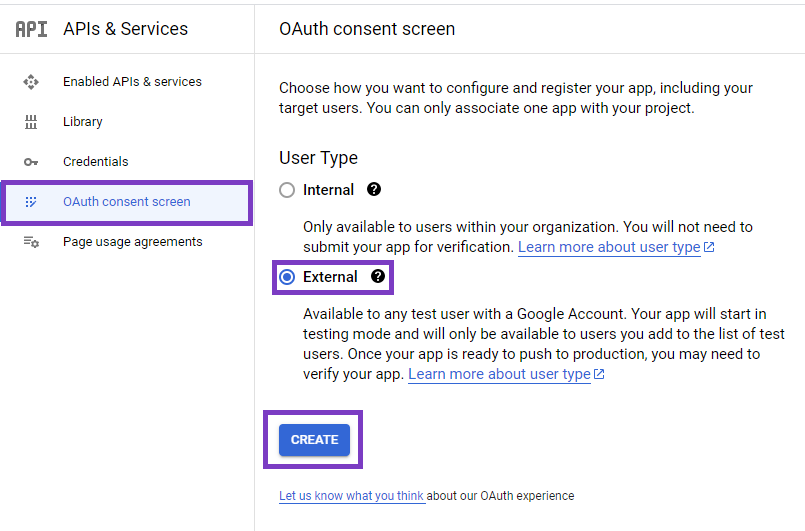 API APIs & Services
Enabled APIs & services
Library
Credentials
OAuth consent screen
Page usage agreements
OAuth consent screen
Choose how you want to configure and register your app, including your
target users. You can only associate one app with your project.
User Type
Internal ?
Only available to users within your organization. You will not need to
submit your app for verification. Learn more about user type
External ?
Available to any test user with a Google Account. Your app will start in
testing mode and will only be available to users you add to the list of test
users. Once your app is ready to push to production, you may need to
verify your app. Learn more about user type
CREATE
Let us know what you think about our OAuth experience